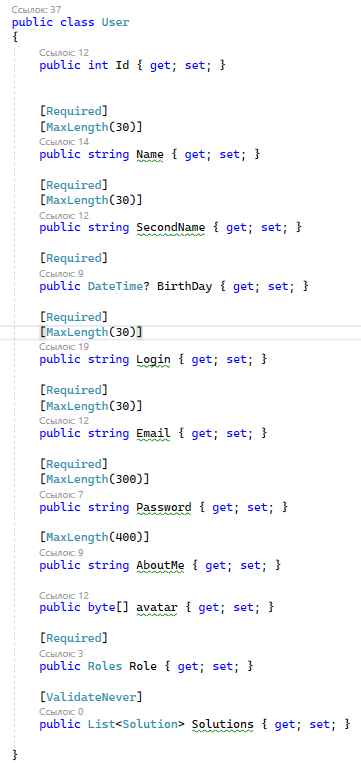 Ссылок: 37
public class User
{
Ссылок: 12
public int Id { get; set; }
[Required]
[MaxLength(30)]
Ссылок: 14
public string Name { get; set; }
[Required]
[MaxLength(30)]
Ссылок: 12
public string SecondName { get; set; }
[Required]
Ссылок: 9
public DateTime? BirthDay { get; set; }
[Required]
[MaxLength(30)]
Ссылок: 19
public string Login { get; set; }
[Required]
[MaxLength(30)]
Ссылок: 12
public string Email { get; set; }
[Required]
[MaxLength(300)]
Ссылок: 7
public string Password { get; set; }
[MaxLength(400)]
Ссылок: 9
public string AboutMe { get; set; }
Ссылок: 12
public byte[] avatar { get; set; }
[Required]
Ссылок: 3
public Roles Role { get; set; }
[ValidateNever]
Ссылок: 0
public List<Solution> Solutions { get; set; }
}